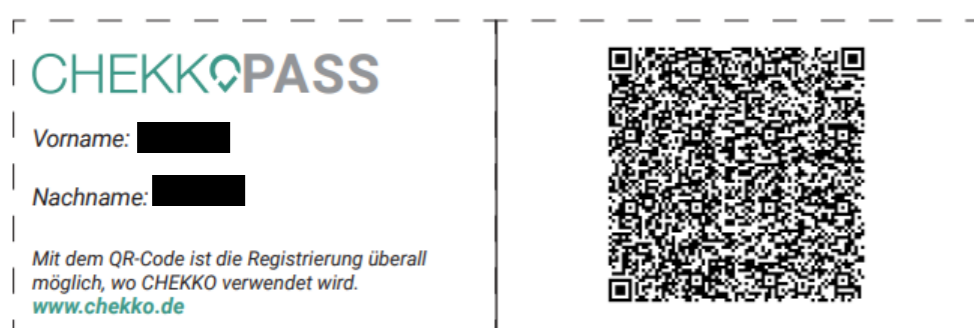 CHEKKOPASS
Vorname:
Nachname:
Mit dem QR-Code ist die Registrierung überall
möglich, wo CHEKKO verwendet wird.
www.chekko.de